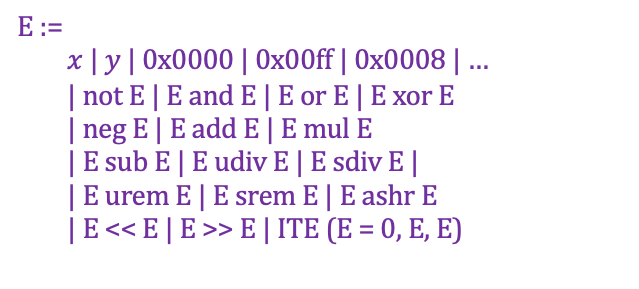 E :=
x | y | 0x0000 | 0x00ff | 0x0008 | ...
| not E | E and E | E or E | E xor E
| neg E | E add E | E mul E
| E sub E | E udiv E | E sdiv E |
| E urem E | E srem E | E ashr E
| E << E | E >> E | ITE (E = 0, E, E)